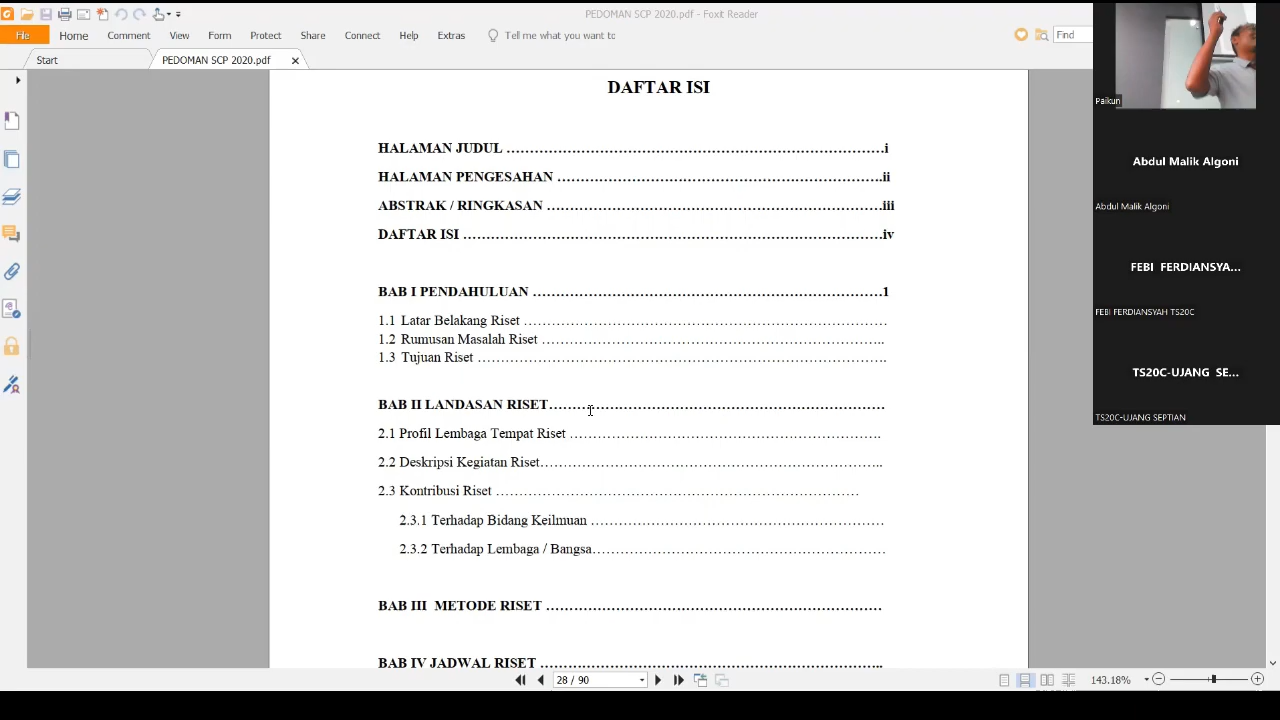 PEDOMAN SCP 2020.pdf - Foxit Reader
File Home Comment View Form Protect Share Connect Help Extras Tell me what you want to Find
Start PEDOMAN SCP 2020.pdf
DAFTAR ISI
HALAMAN JUDUL ……………………………………………………………………i
HALAMAN PENGESAHAN …………………………………………………………..ii
ABSTRAK / RINGKASAN ……………………………………………………………iii
DAFTAR ISI ……………………………………………………………………………iv
BAB I PENDAHULUAN ………………………………………………………………1
1.1 Latar Belakang Riset …………………………………………………………………
1.2 Rumusan Masalah Riset ……………………………………………………………..
1.3 Tujuan Riset ………………………………………………………………………..
BAB II LANDASAN RISET……………………………………………………………
2.1 Profil Lembaga Tempat Riset ………………………………………………………..
2.2 Deskripsi Kegiatan Riset……………………………………………………………..
2.3 Kontribusi Riset ……………………………………………………………………
2.3.1 Terhadap Bidang Keilmuan ……………………………………………………
2.3.2 Terhadap Lembaga / Bangsa……………………………………………………
BAB III METODE RISET ……………………………………………………………
BAB IV JADWAL RISET ……………………………………………………………..
28 / 90
143.18%
Paikun
Abdul Malik Algoni
Abdul Malik Algoni
FEBI FERDIANSYA...
FEBI FERDIANSYAH TS20C
TS20C-UJANG SE...
TS20C-UJANG SEPTIAN